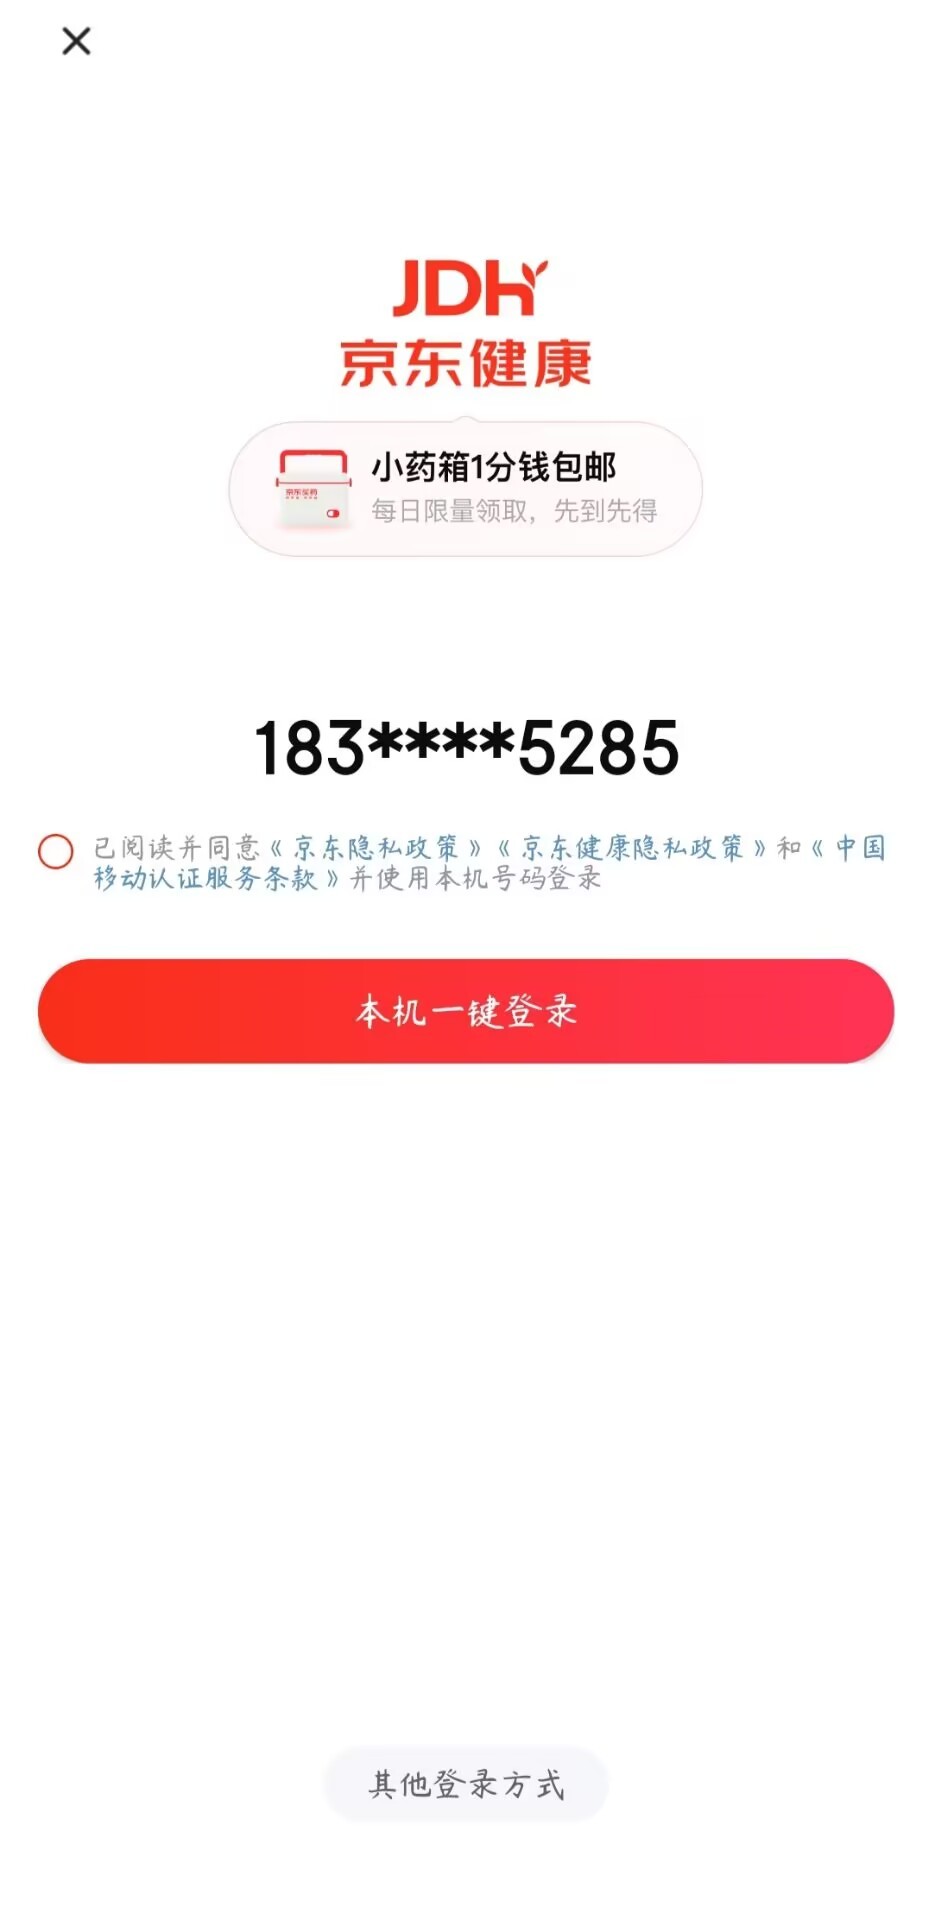 JDH
京东健康
小药箱1分钱包邮
京东买药
每日限量领取，先到先得
183****5285
已阅读并同意《京东隐私政策》《京东健康隐私政策》和《中国
移动认证服务条款》并使用本机号码登录
本机一键登录
其他登录方式